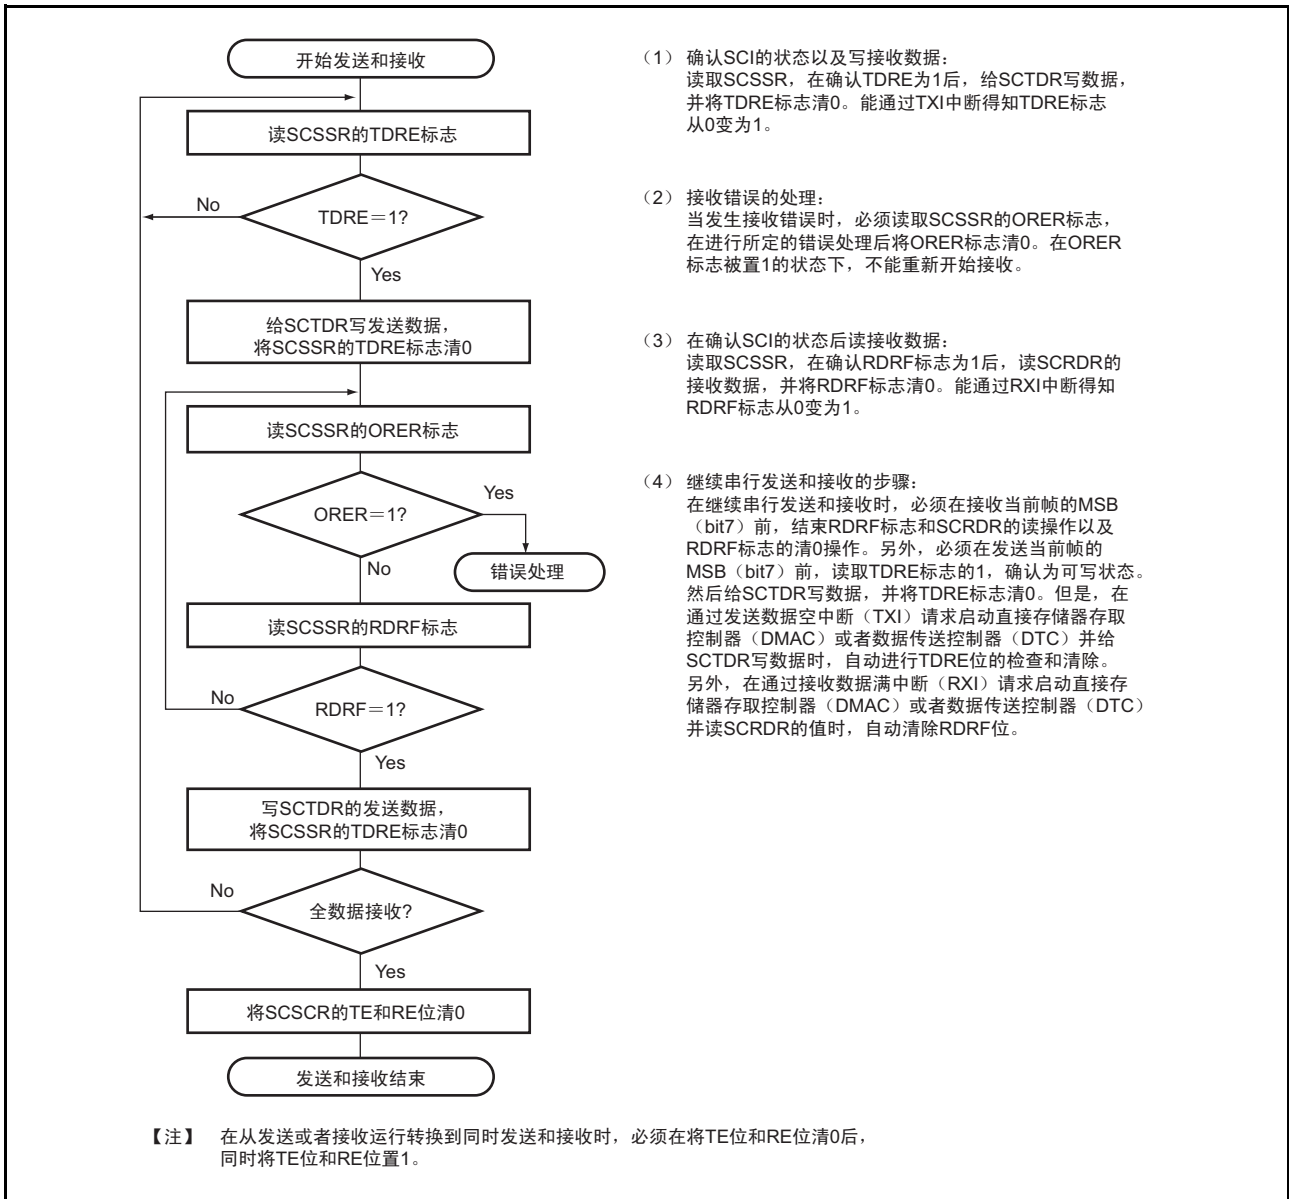 开始发送和接收
读SCSSR的TDRE标志
No
TDRE＝1?
Yes
给SCTDR写发送数据，
将SCSSR的TDRE标志清0
读SCSSR的ORER标志
Yes
ORER＝1?
No
错误处理
读SCSSR的RDRF标志
No
RDRF＝1?
Yes
写SCTDR的发送数据，
将SCSSR的TDRE标志清0
No
全数据接收?
Yes
将SCSCR的TE和RE位清0
发送和接收结束
（1） 确认SCI的状态以及写接收数据：
读取SCSSR，在确认TDRE为1后，给SCTDR写数据，
并将TDRE标志清0。能通过TXI中断得知TDRE标志
从0变为1。
（2） 接收错误的处理：
当发生接收错误时，必须读取SCSSR的ORER标志，
在进行所定的错误处理后将ORER标志清0。在ORER
标志被置1的状态下，不能重新开始接收。
（3） 在确认SCI的状态后读接收数据：
读取SCSSR，在确认RDRF标志为1后，读SCRDR的
接收数据，并将RDRF标志清0。能通过RXI中断得知
RDRF标志从0变为1。
（4） 继续串行发送和接收的步骤：
在继续串行发送和接收时，必须在接收当前帧的MSB
（bit7）前，结束RDRF标志和SCRDR的读操作以及
RDRF标志的清0操作。另外，必须在发送当前帧的
MSB（bit7）前，读取TDRE标志的1，确认为可写状态。
然后给SCTDR写数据，并将TDRE标志清0。但是，在
通过发送数据空中断（TXI）请求启动直接存储器存取
控制器（DMAC）或者数据传送控制器（DTC）并给
SCTDR写数据时，自动进行TDRE位的检查和清除。
另外，在通过接收数据满中断（RXI）请求启动直接存
储器存取控制器（DMAC）或者数据传送控制器（DTC）
并读SCRDR的值时，自动清除RDRF位。
【注】 在从发送或者接收运行转换到同时发送和接收时，必须在将TE位和RE位清0后，
同时将TE位和RE位置1。